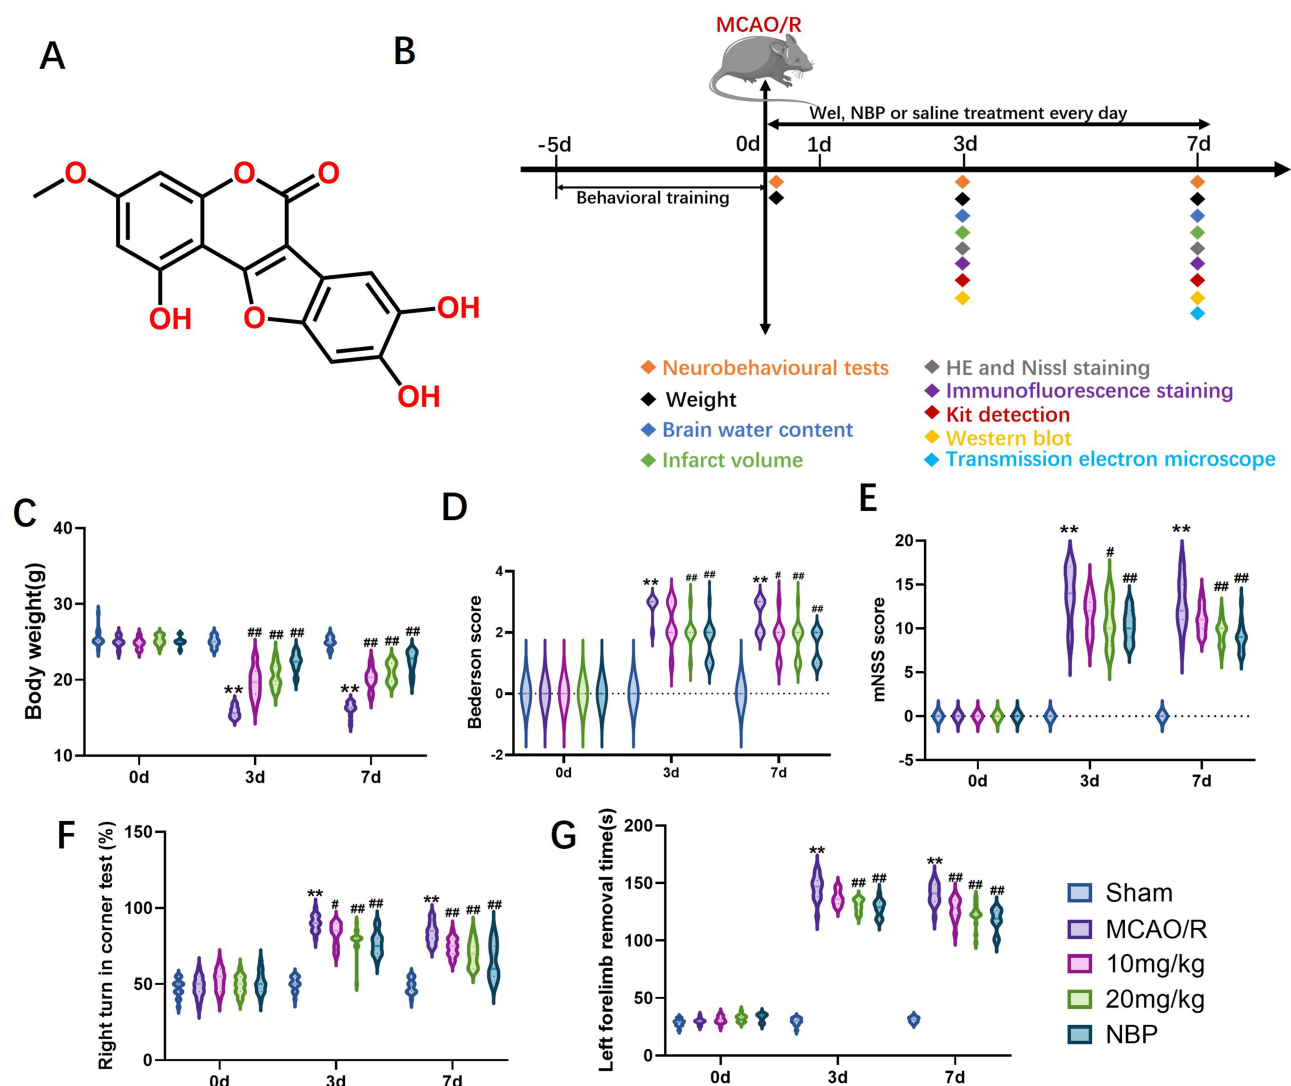 A
O
O
O
OH
O
OH
OH
B
MCAO/R
Wel, NBP or saline treatment every day
-5d
0d
1d
3d
7d
Behavioral training
Neurobehavioural tests
Weight
Brain water content
Infarct volume
HE and Nissl staining
Immunofluorescence staining
Kit detection
Western blot
Transmission electron microscope
C
Body weight(g)
40
30
20
10
**
##
##
##
**
##
##
##
0d
3d
7d
D
Bederson score
4
2
0
-2
**
##
##
**
#
##
##
0d
3d
7d
E
mNSS score
20
15
10
5
0
-5
**
#
##
**
##
##
0d
3d
7d
F
Right turn in corner test (%)
150
100
50
0
**
#
##
##
**
##
##
##
0d
3d
7d
G
Left forelimb removal time(s)
200
150
100
50
0
**
##
##
**
##
##
##
0d
3d
7d
Sham
MCAO/R
10mg/kg
20mg/kg
NBP